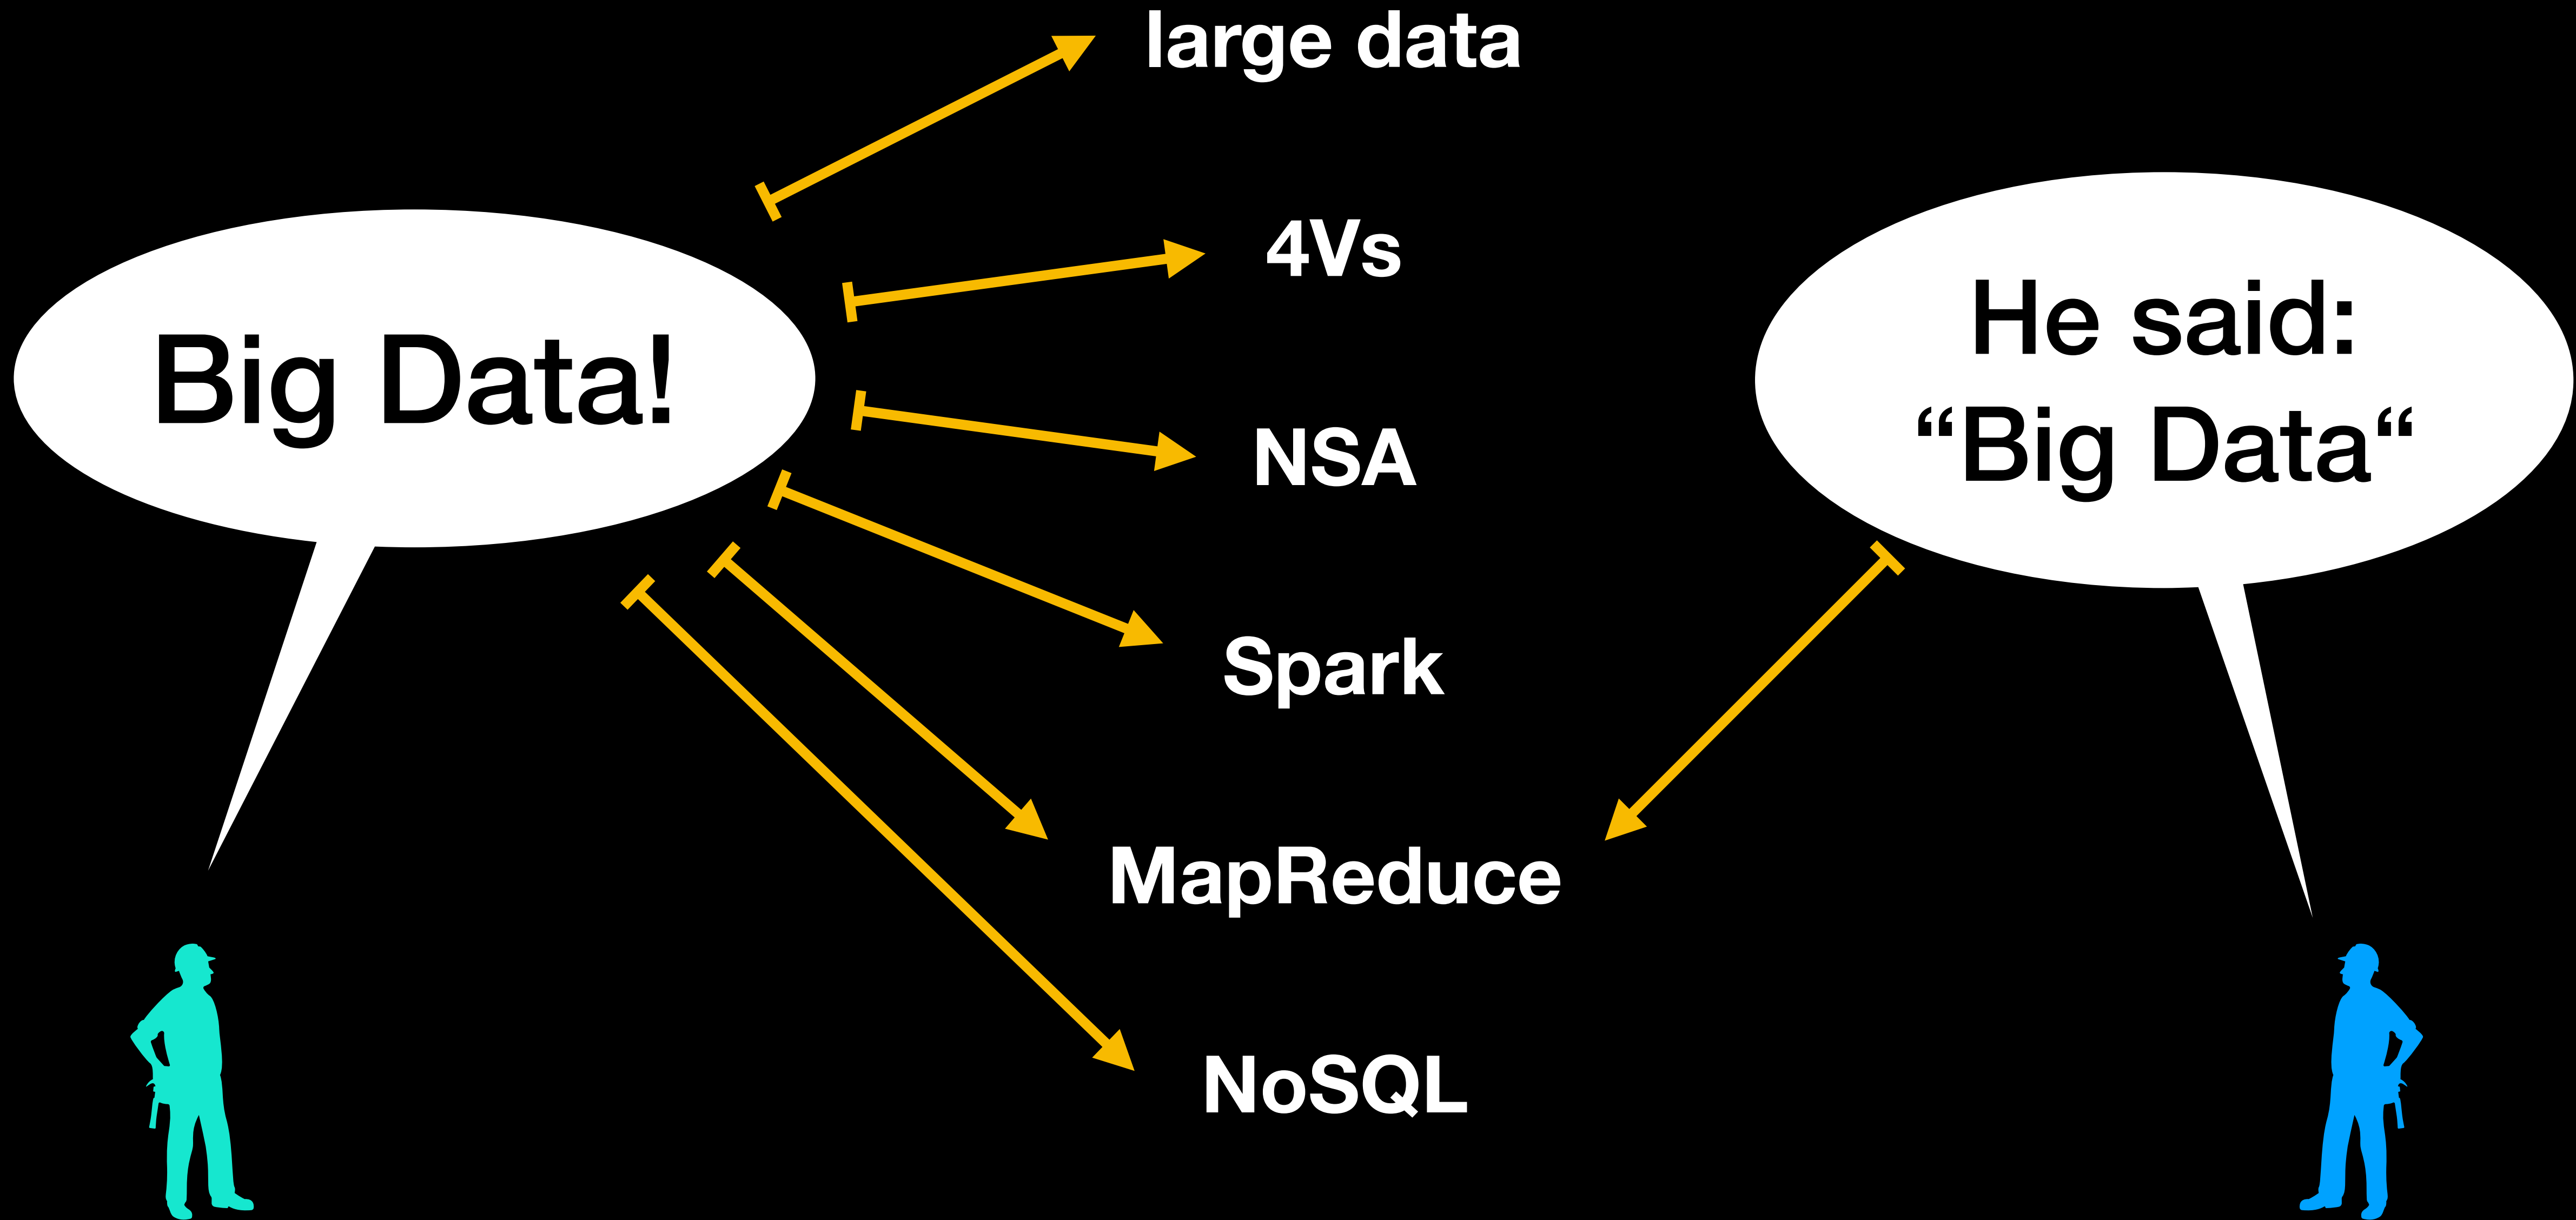 Big Data!
large data
4Vs
NSA
Spark
MapReduce
NoSQL
He said:
“Big Data“